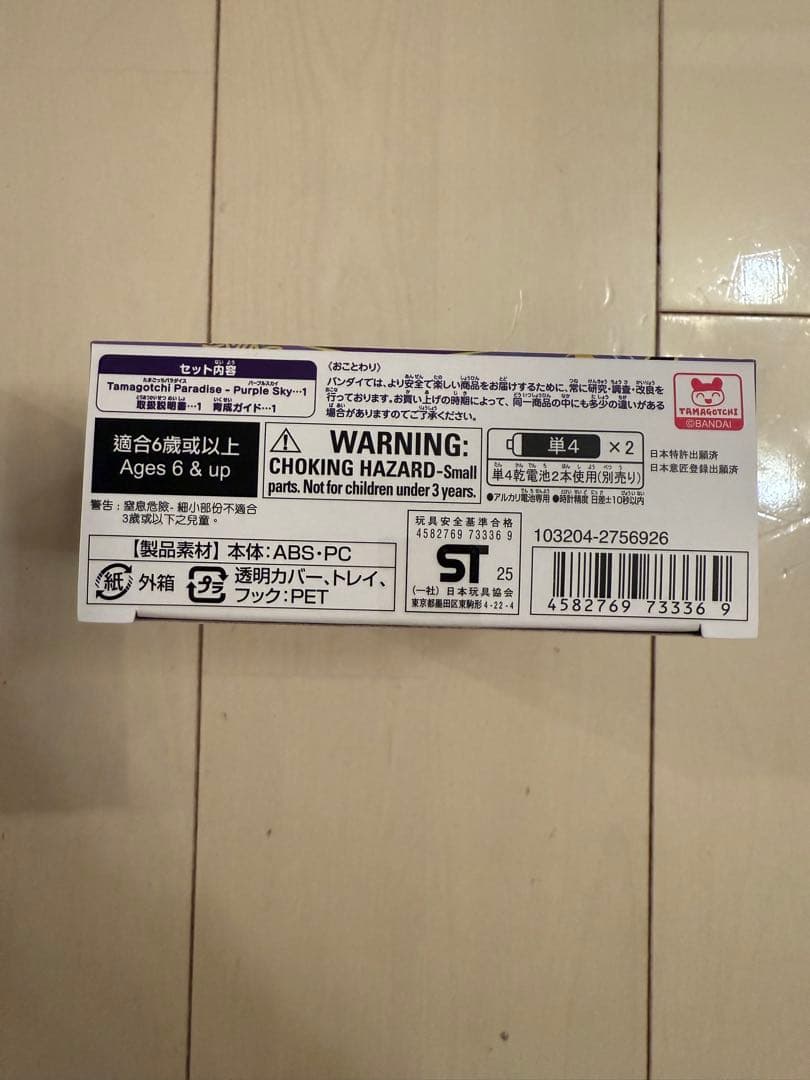 セット内容
Tamagotchi Paradise - Purple Sky…1
取扱説明書…1 育成ガイド…1
〈おことわり〉
バンダイでは、より安全で楽しい商品をお届けするために、常に研究・調査・改良を
行っております。お買い上げの時期によって、同一商品の中にも多少の違いがある
場合がありますのでご了承ください。
TAMAGOTCHI
©BANDAI
適合6歲或以上
Ages 6 & up
警告：窒息危險- 細小部份不適合
3歲或以下之兒童。
WARNING:
CHOKING HAZARD-Small
parts. Not for children under 3 years.
単4 ×2
単4乾電池2本使用(別売り)
●アルカリ電池専用 ●時計精度 日差±10秒以内
日本特許出願済
日本意匠登録出願済
【製品素材】本体：ABS・PC
紙 外箱
プラ 透明カバー、トレイ、
フック：PET
玩具安全基準合格
4582769 73336 9
ST 25
(一社) 日本玩具協会
東京都墨田区東駒形4-22-4
103204-2756926
4582769 73336 9